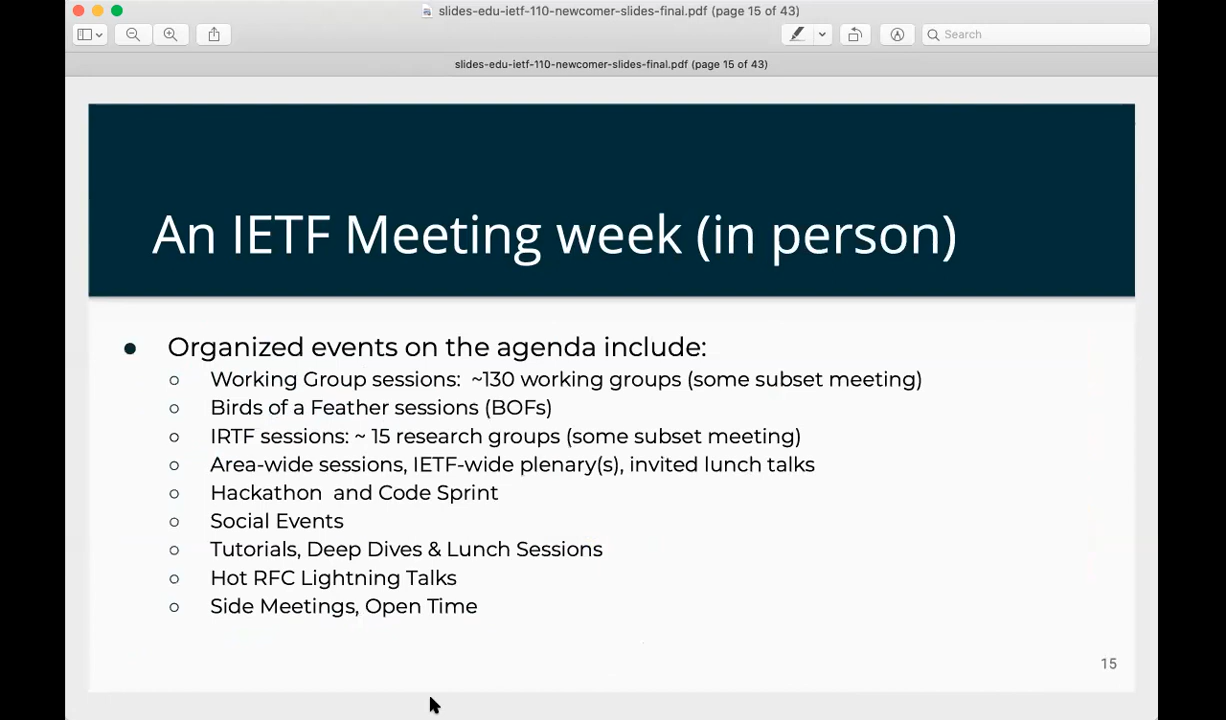 slides-edu-ietf-110-newcomer-slides-final.pdf (page 15 of 43)
Search
slides-edu-ietf-110-newcomer-slides-final.pdf (page 15 of 43)
An IETF Meeting week (in person)
Organized events on the agenda include:
Working Group sessions: ~130 working groups (some subset meeting)
Birds of a Feather sessions (BOFs)
IRTF sessions: ~ 15 research groups (some subset meeting)
Area-wide sessions, IETF-wide plenary(s), invited lunch talks
Hackathon and Code Sprint
Social Events
Tutorials, Deep Dives & Lunch Sessions
Hot RFC Lightning Talks
Side Meetings, Open Time
15